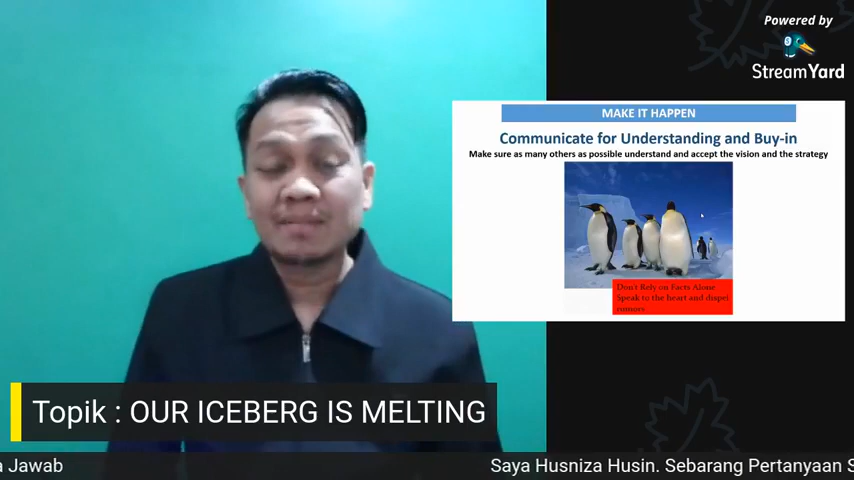 Powered by
StreamYard
MAKE IT HAPPEN
Communicate for Understanding and Buy-in
Make sure as many others as possible understand and accept the vision and the strategy
Don't Rely on Facts Alone
Speak to the heart and dispel
rumors
Topik : OUR ICEBERG IS MELTING
a Jawab
Saya Husniza Husin. Sebarang Pertanyaan S